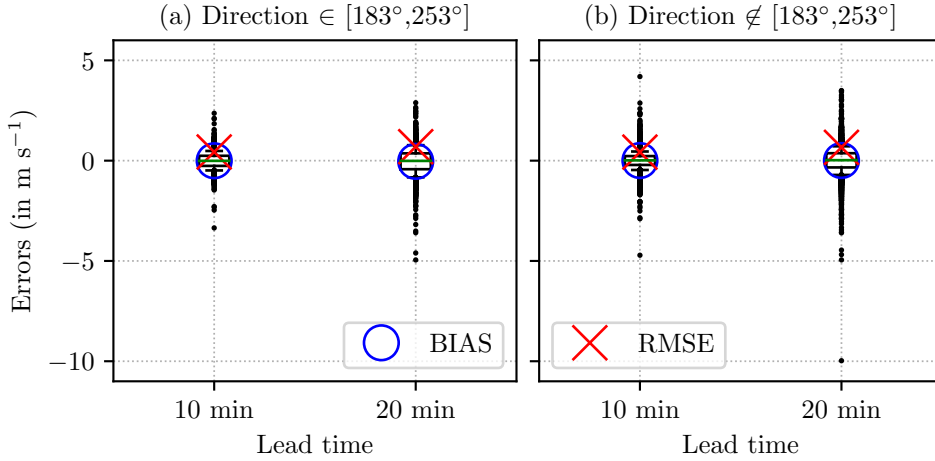 (a) Direction ∈ [183°,253°]
(b) Direction ∉ [183°,253°]
Errors (in m s⁻¹)
5
0
−5
−10
BIAS
RMSE
10 min
20 min
10 min
20 min
Lead time
Lead time